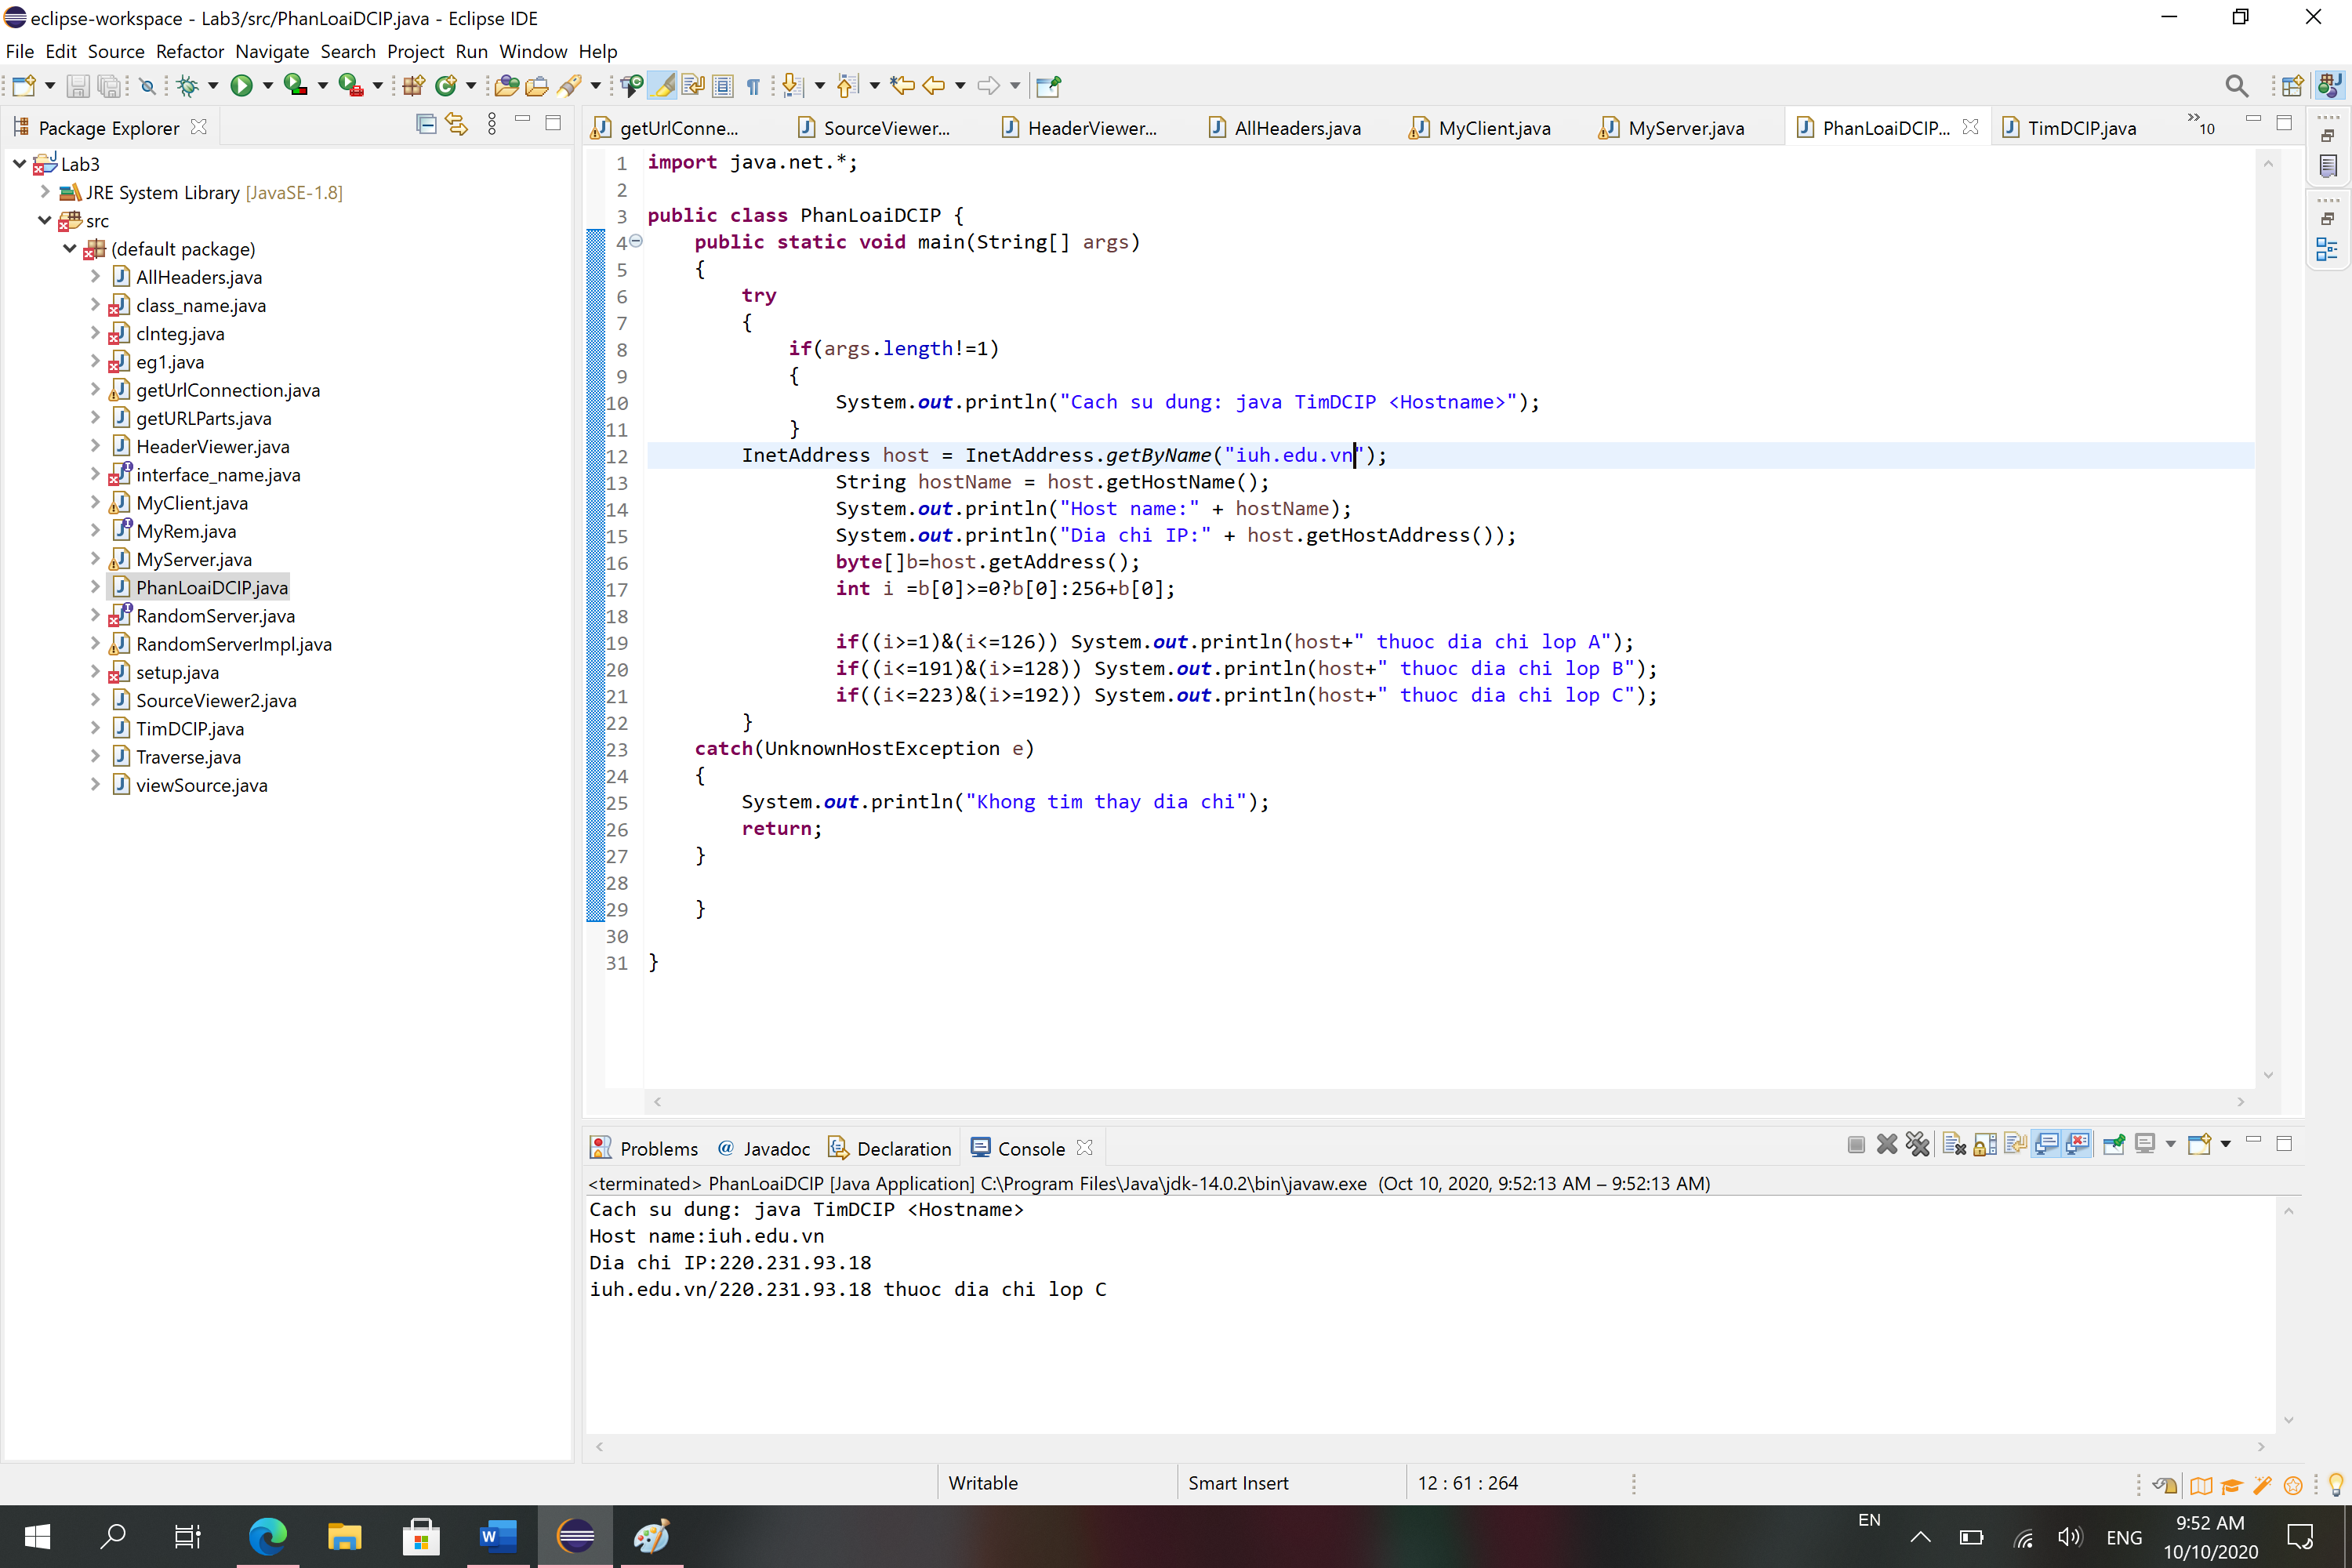 eclipse-workspace - Lab3/src/PhanLoaiDCIP.java - Eclipse IDE
File Edit Source Refactor Navigate Search Project Run Window Help
Package Explorer
Lab3
JRE System Library [JavaSE-1.8]
src
(default package)
AllHeaders.java
class_name.java
clnteg.java
eg1.java
getUrlConnection.java
getURLParts.java
HeaderViewer.java
interface_name.java
MyClient.java
MyRem.java
MyServer.java
PhanLoaiDCIP.java
RandomServer.java
RandomServerImpl.java
setup.java
SourceViewer2.java
TimDCIP.java
Traverse.java
viewSource.java
getUrlConne... SourceViewer... HeaderViewer... AllHeaders.java MyClient.java MyServer.java PhanLoaiDCIP... TimDCIP.java »10
1 import java.net.*;
2
3 public class PhanLoaiDCIP {
4 public static void main(String[] args)
5 {
6 try
7 {
8 if(args.length!=1)
9 {
10 System.out.println("Cach su dung: java TimDCIP <Hostname>");
11 }
12 InetAddress host = InetAddress.getByName("iuh.edu.vn");
13 String hostName = host.getHostName();
14 System.out.println("Host name:" + hostName);
15 System.out.println("Dia chi IP:" + host.getHostAddress());
16 byte[]b=host.getAddress();
17 int i =b[0]>=0?b[0]:256+b[0];
18
19 if((i>=1)&(i<=126)) System.out.println(host+" thuoc dia chi lop A");
20 if((i<=191)&(i>=128)) System.out.println(host+" thuoc dia chi lop B");
21 if((i<=223)&(i>=192)) System.out.println(host+" thuoc dia chi lop C");
22 }
23 catch(UnknownHostException e)
24 {
25 System.out.println("Khong tim thay dia chi");
26 return;
27 }
28
29 }
30
31 }
Problems @ Javadoc Declaration Console
<terminated> PhanLoaiDCIP [Java Application] C:\Program Files\Java\jdk-14.0.2\bin\javaw.exe (Oct 10, 2020, 9:52:13 AM – 9:52:13 AM)
Cach su dung: java TimDCIP <Hostname>
Host name:iuh.edu.vn
Dia chi IP:220.231.93.18
iuh.edu.vn/220.231.93.18 thuoc dia chi lop C
Writable Smart Insert 12 : 61 : 264
EN
ENG
9:52 AM
10/10/2020